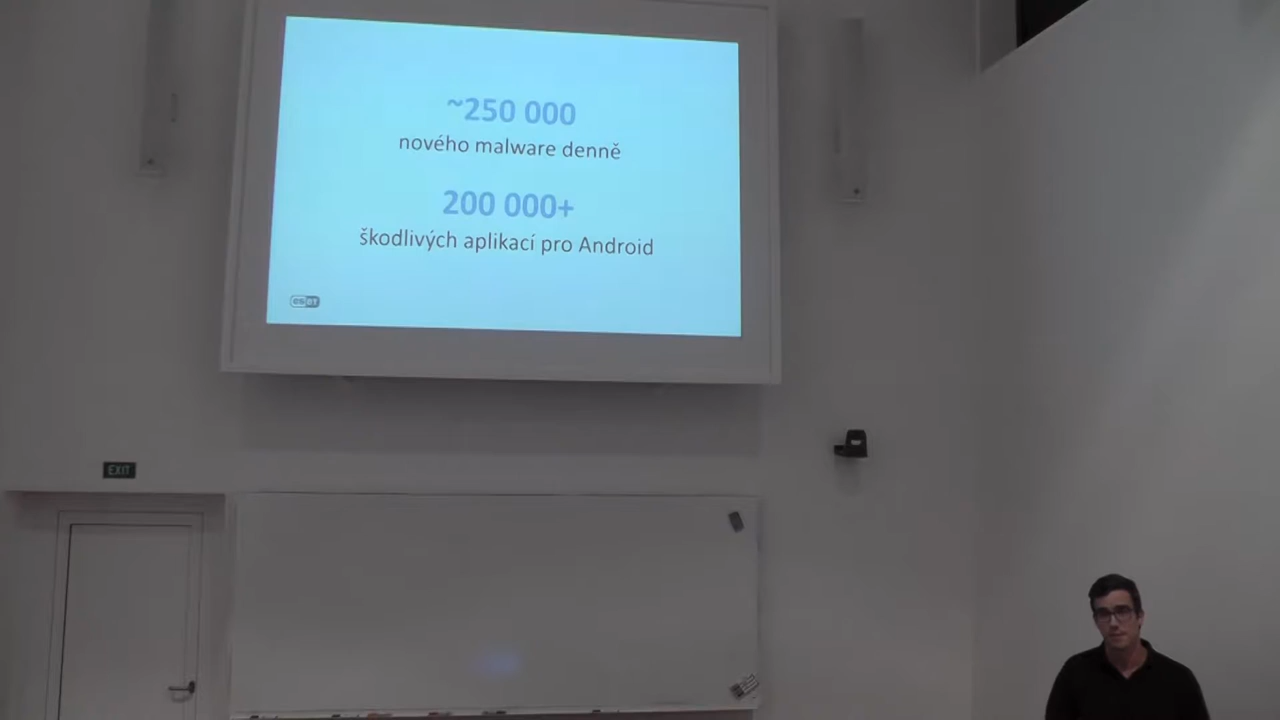 ~250 000
nového malware denně
200 000+
škodlivých aplikací pro Android
eset
EXIT